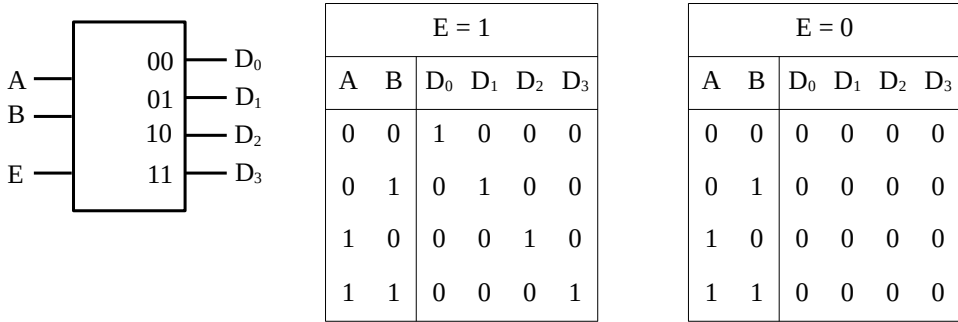 A
B
E
00
01
10
11
D₀
D₁
D₂
D₃
E = 1
A B D₀ D₁ D₂ D₃
0 0 1 0 0 0
0 1 0 1 0 0
1 0 0 0 1 0
1 1 0 0 0 1
E = 0
A B D₀ D₁ D₂ D₃
0 0 0 0 0 0
0 1 0 0 0 0
1 0 0 0 0 0
1 1 0 0 0 0